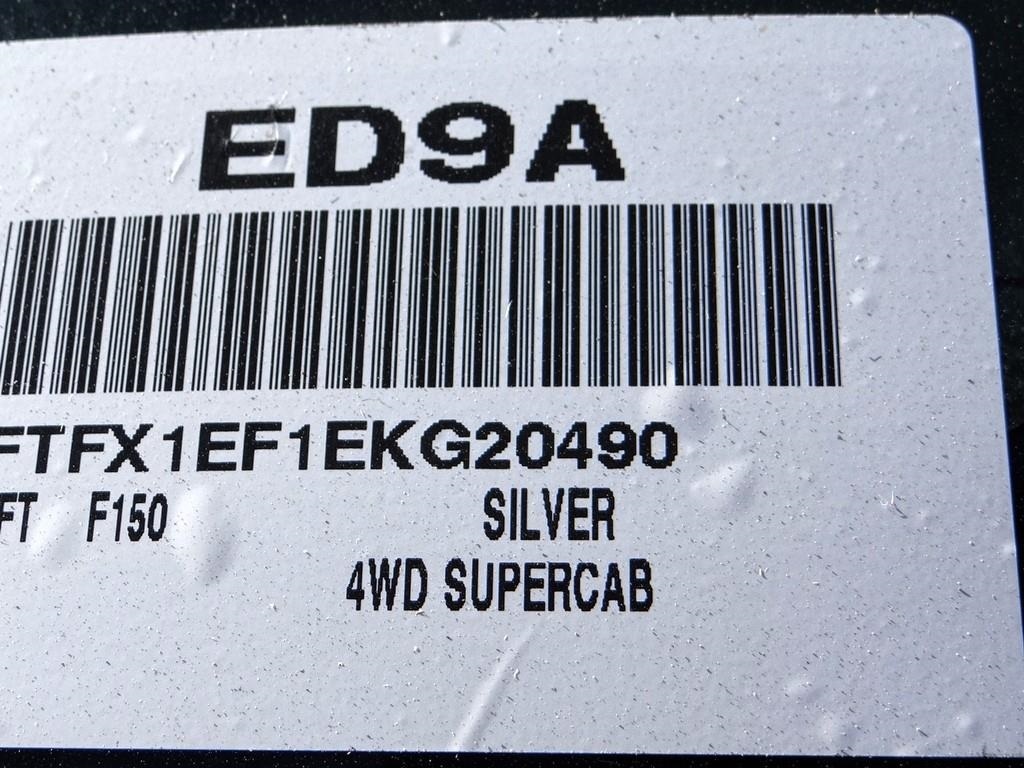 ED9A
FTFX1EF1EKG20490
FT F150 SILVER
4WD SUPERCAB